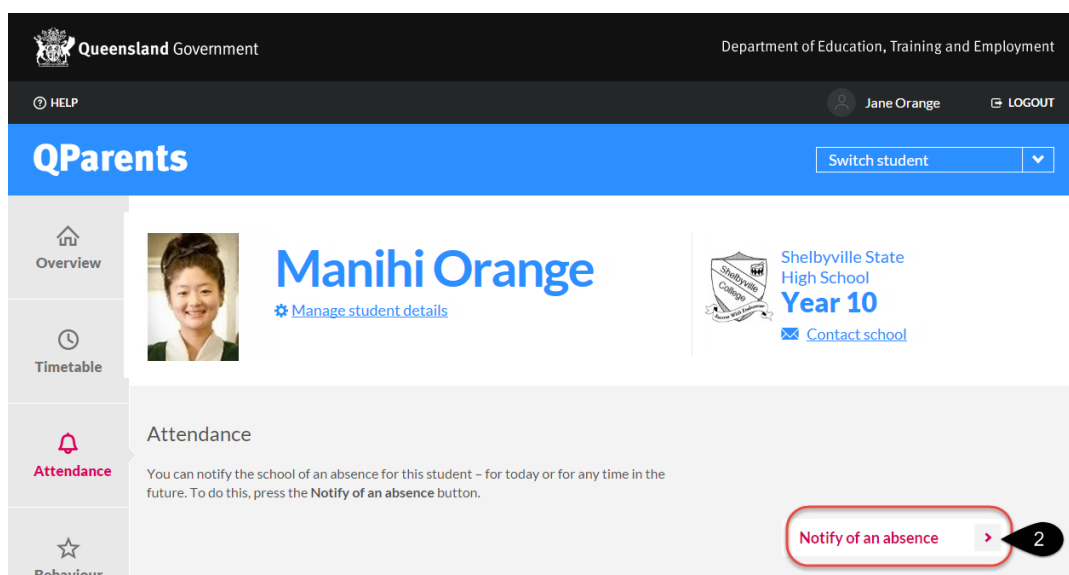 Queensland Government
Department of Education, Training and Employment
HELP
Jane Orange
LOGOUT
QParents
Switch student
Overview
Timetable
Attendance
Behaviour
Manihi Orange
Manage student details
Shelbyville
College
Shelbyville State
High School
Year 10
Contact school
Attendance
You can notify the school of an absence for this student – for today or for any time in the
future. To do this, press the Notify of an absence button.
Notify of an absence
2